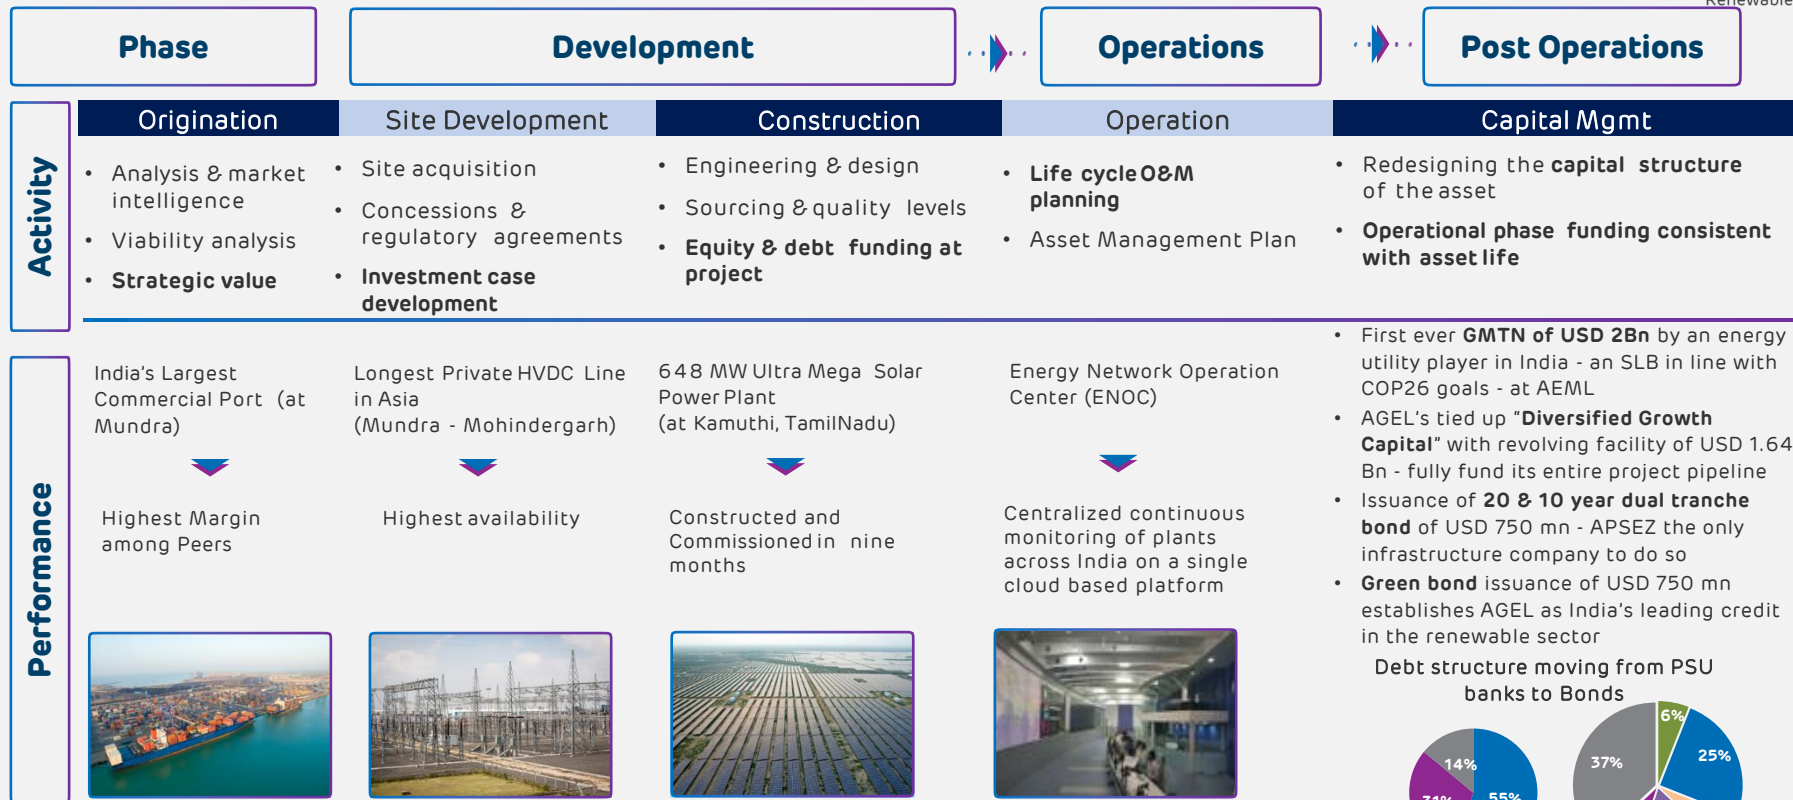 Renewable
Phase
Development
Operations
Post Operations
Activity
Origination
Site Development
Construction
Operation
Capital Mgmt
• Analysis & market
intelligence
• Viability analysis
• Strategic value
• Site acquisition
• Concessions &
regulatory agreements
• Investment case
development
• Engineering & design
• Sourcing & quality levels
• Equity & debt funding at
project
• Life cycle O&M
planning
• Asset Management Plan
• Redesigning the capital structure
of the asset
• Operational phase funding consistent
with asset life
Performance
India's Largest
Commercial Port (at
Mundra)
Highest Margin
among Peers
Longest Private HVDC Line
in Asia
(Mundra - Mohindergarh)
Highest availability
648 MW Ultra Mega Solar
Power Plant
(at Kamuthi, TamilNadu)
Constructed and
Commissioned in nine
months
Energy Network Operation
Center (ENOC)
Centralized continuous
monitoring of plants
across India on a single
cloud based platform
• First ever GMTN of USD 2Bn by an energy
utility player in India - an SLB in line with
COP26 goals - at AEML
• AGEL's tied up "Diversified Growth
Capital" with revolving facility of USD 1.64
Bn - fully fund its entire project pipeline
• Issuance of 20 & 10 year dual tranche
bond of USD 750 mn - APSEZ the only
infrastructure company to do so
• Green bond issuance of USD 750 mn
establishes AGEL as India's leading credit
in the renewable sector
Debt structure moving from PSU
banks to Bonds
14%
31%
55%
6%
37%
25%